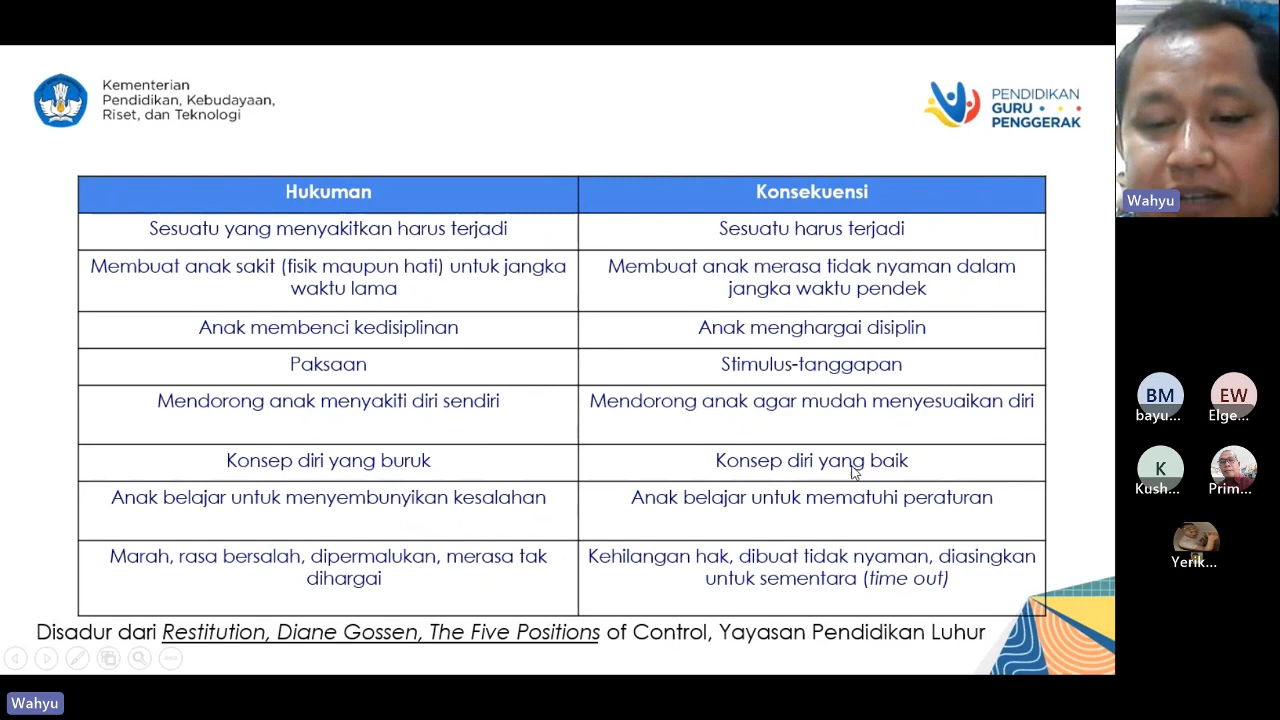 Kementerian
Pendidikan, Kebudayaan,
Riset, dan Teknologi
PENDIDIKAN
GURU
PENGGERAK
Hukuman
Konsekuensi
Sesuatu yang menyakitkan harus terjadi
Sesuatu harus terjadi
Membuat anak sakit (fisik maupun hati) untuk jangka
waktu lama
Membuat anak merasa tidak nyaman dalam
jangka waktu pendek
Anak membenci kedisiplinan
Anak menghargai disiplin
Paksaan
Stimulus-tanggapan
Mendorong anak menyakiti diri sendiri
Mendorong anak agar mudah menyesuaikan diri
Konsep diri yang buruk
Konsep diri yang baik
Anak belajar untuk menyembunyikan kesalahan
Anak belajar untuk mematuhi peraturan
Marah, rasa bersalah, dipermalukan, merasa tak
dihargai
Kehilangan hak, dibuat tidak nyaman, diasingkan
untuk sementara (time out)
Disadur dari Restitution, Diane Gossen, The Five Positions of Control, Yayasan Pendidikan Luhur
Wahyu
BM
bayu...
EW
Elge...
K
Kush...
Prim...
Yerik...
Wahyu